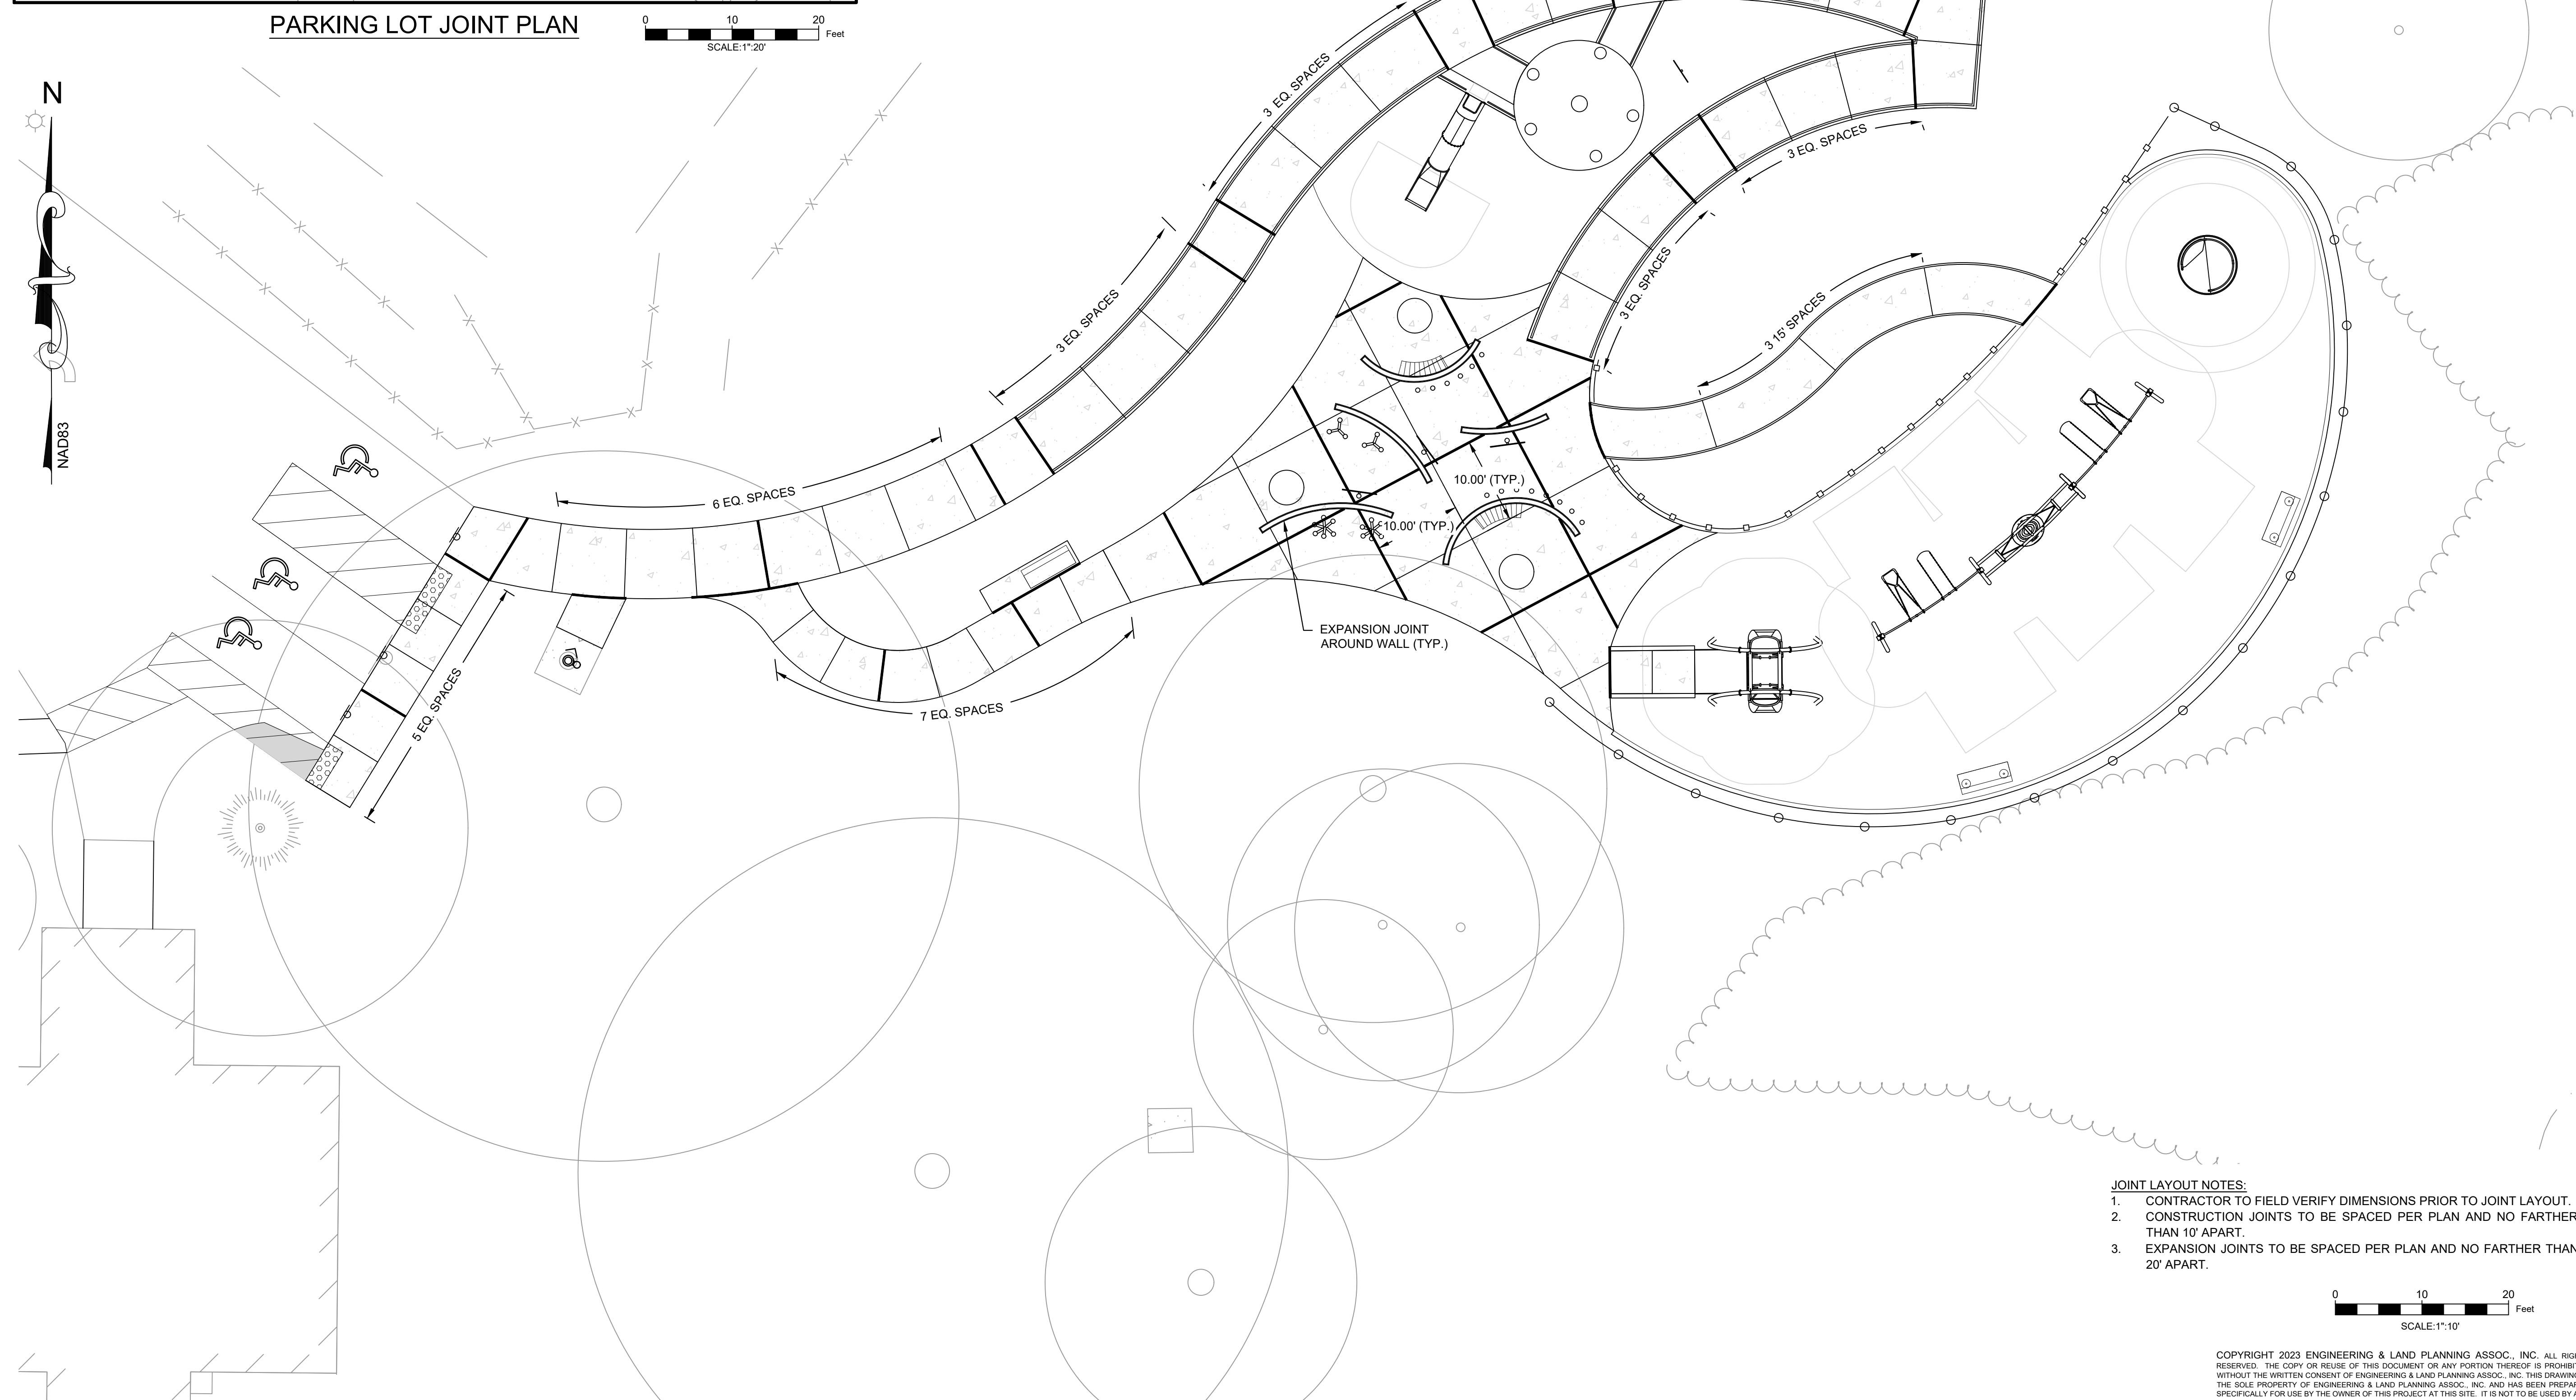 PARKING LOT JOINT PLAN
0 10 20
Feet
SCALE:1":20'
N
NAD83
3 EQ. SPACES
3 EQ. SPACES
3 EQ. SPACES
3 EQ. SPACES
3 15' SPACES
6 EQ. SPACES
10.00' (TYP.)
10.00' (TYP.)
EXPANSION JOINT
AROUND WALL (TYP.)
5 EQ. SPACES
7 EQ. SPACES
JOINT LAYOUT NOTES:
1. CONTRACTOR TO FIELD VERIFY DIMENSIONS PRIOR TO JOINT LAYOUT.
2. CONSTRUCTION JOINTS TO BE SPACED PER PLAN AND NO FARTHER
THAN 10' APART.
3. EXPANSION JOINTS TO BE SPACED PER PLAN AND NO FARTHER THAN
20' APART.
0 10 20
Feet
SCALE:1":10'
COPYRIGHT 2023 ENGINEERING & LAND PLANNING ASSOC., INC. ALL
RESERVED. THE COPY OR REUSE OF THIS DOCUMENT OR ANY PORTION THEREOF IS
WITHOUT THE WRITTEN CONSENT OF ENGINEERING & LAND PLANNING ASSOC., INC. THIS
THE SOLE PROPERTY OF ENGINEERING & LAND PLANNING ASSOC., INC. AND HAS BEEN
SPECIFICALLY FOR USE BY THE OWNER OF THIS PROJECT AT THIS SITE. IT IS NOT TO BE USED BY